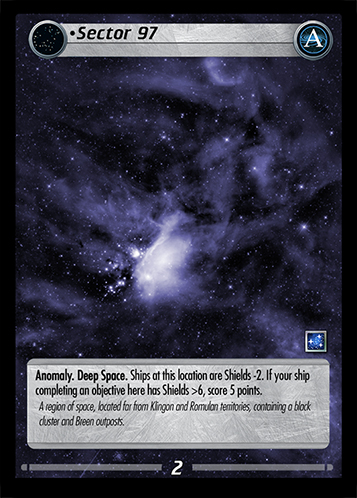 •Sector 97
A
Anomaly. Deep Space. Ships at this location are Shields -2. If your ship
completing an objective here has Shields >6, score 5 points.
A region of space, located far from Klingon and Romulan territories, containing a black
cluster and Breen outposts.
2